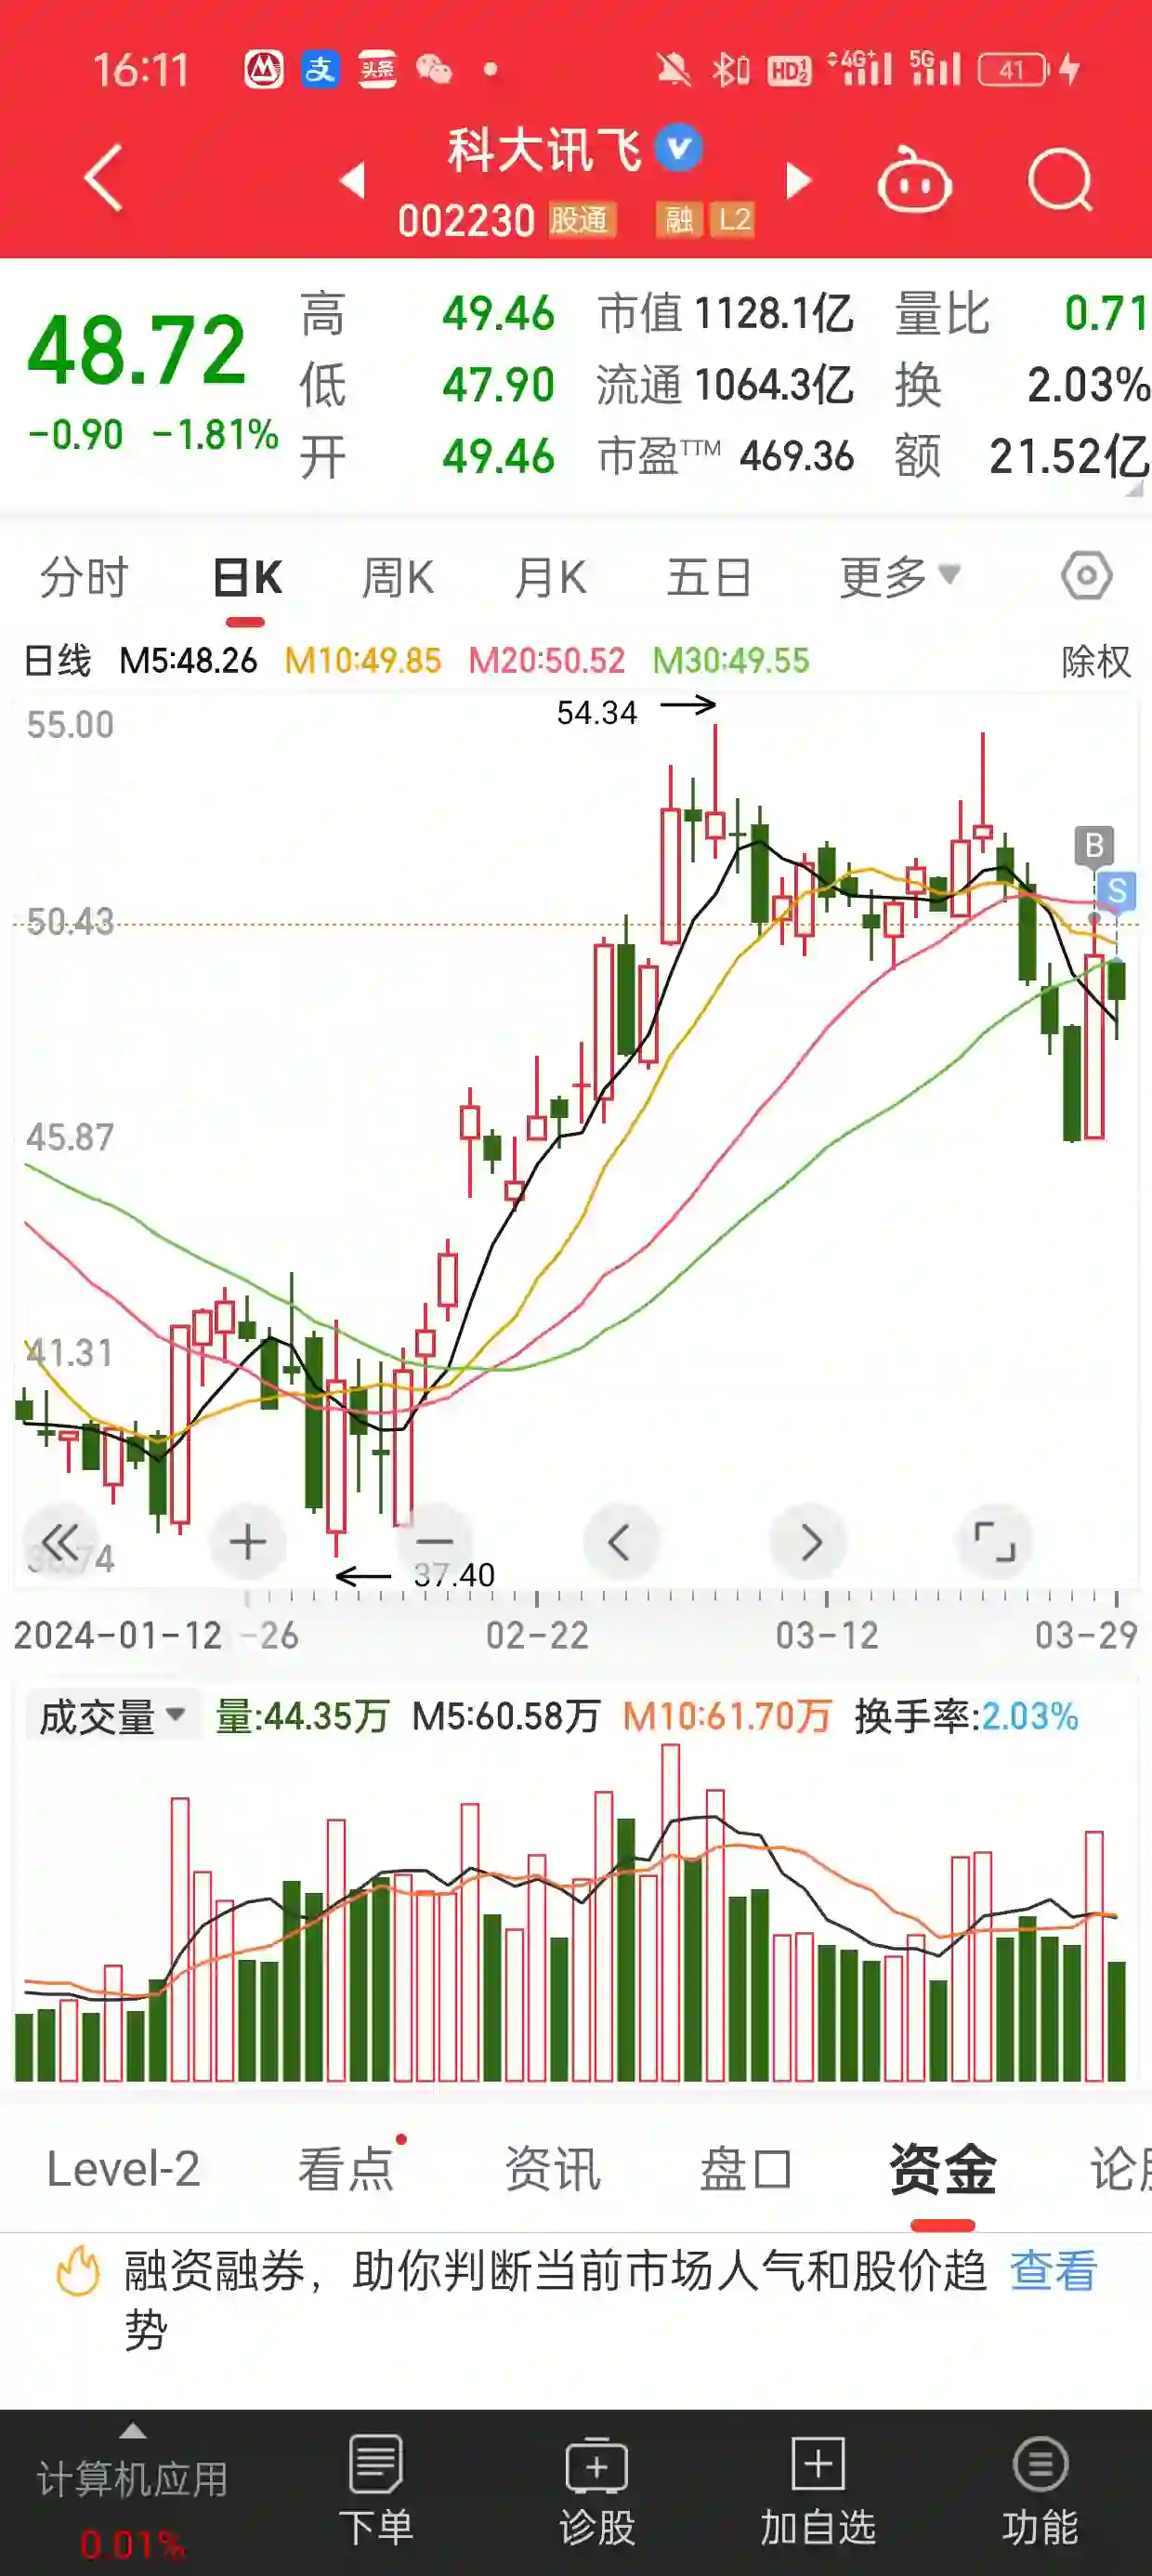 16:11 支 头条 HD 1 2 4G+ 5G 41
科大讯飞
002230 股通 融 L2
48.72
-0.90 -1.81%
高 49.46 市值 1128.1亿 量比 0.71
低 47.90 流通 1064.3亿 换 2.03%
开 49.46 市盈TTM 469.36 额 21.52亿
分时 日K 周K 月K 五日 更多
日线 M5:48.26 M10:49.85 M20:50.52 M30:49.55 除权
54.34
55.00
B
S
50.43
45.87
41.31
74
37.40
2024-01-12 -26 02-22 03-12 03-29
成交量 量:44.35万 M5:60.58万 M10:61.70万 换手率:2.03%
Level-2 看点 资讯 盘口 资金
融资融券，助你判断当前市场人气和股价趋 查看
势
计算机应用 下单 诊股 加自选 功能
0.01%